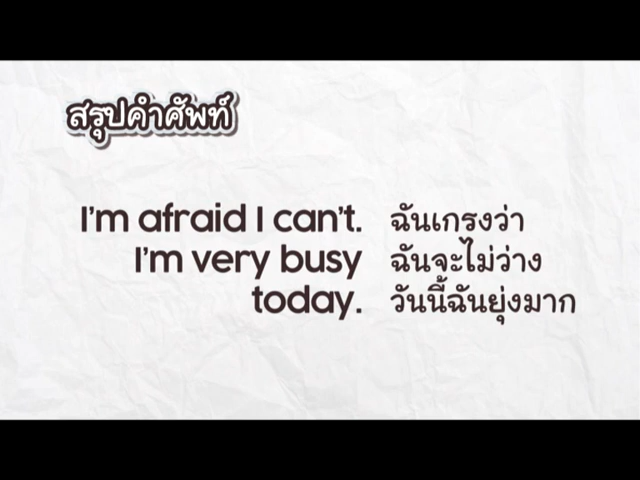 สรุปคำศัพท์
I'm afraid I can't. ฉันเกรงว่า
I'm very busy ฉันจะไม่ว่าง
today. วันนี้ฉันยุ่งมาก